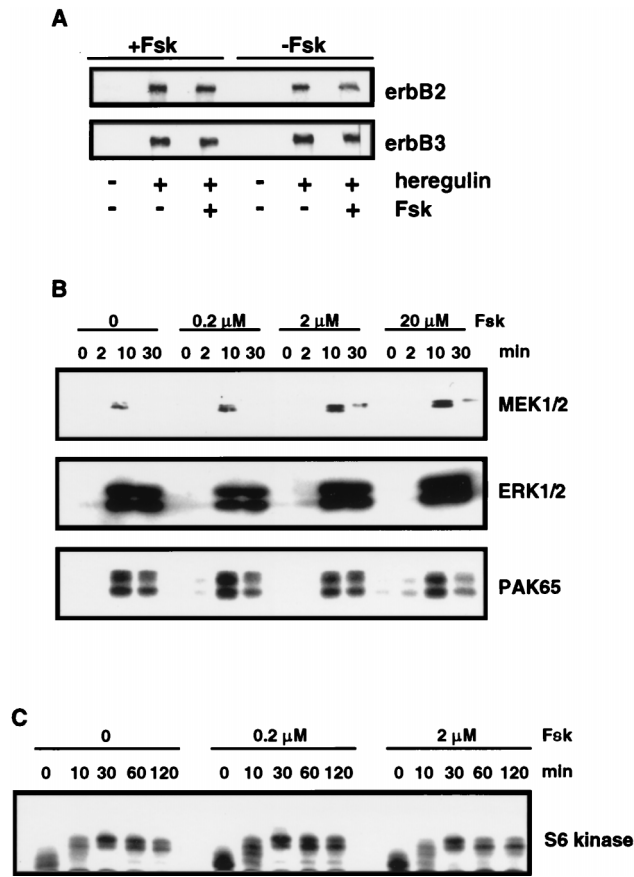 A
+Fsk -Fsk
erbB2
erbB3
- + + - + + heregulin
- - + - - + Fsk
B
0 0.2 µM 2 µM 20 µM Fsk
0 2 10 30 0 2 10 30 0 2 10 30 0 2 10 30 min
MEK1/2
ERK1/2
PAK65
C
0 0.2 µM 2 µM Fsk
0 10 30 60 120 0 10 30 60 120 0 10 30 60 120 min
S6 kinase